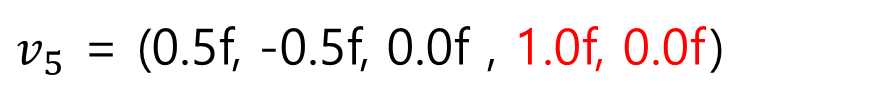 v₅ = (0.5f, -0.5f, 0.0f , 1.0f, 0.0f)